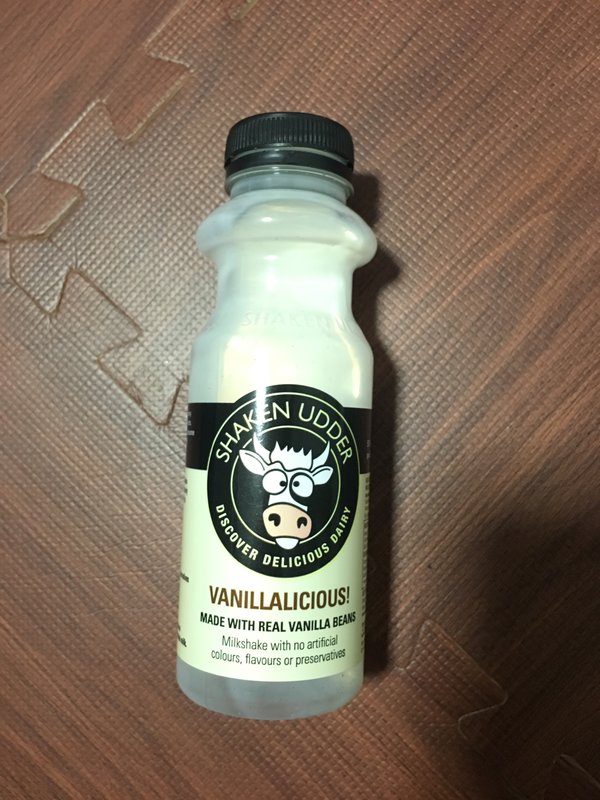 SHAKEN UDDER
DISCOVER DELICIOUS DAIRY
VANILLALICIOUS!
MADE WITH REAL VANILLA BEANS
Milkshake with no artificial
colours, flavours or preservatives